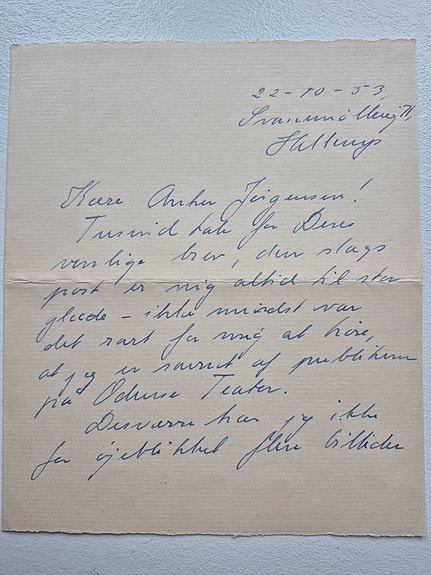 22-10-53,
Svanemøllevej 71,
Hellerup
Kære Anker Jørgensen!
Tusind tak for Deres
venlige brev, den slags
post er mig altid til stor
glæde - ikke mindst var
det rart for mig at høre,
at jeg er savnet af publikum
på Odense Teater.
Desværre har jeg ikke
for øjeblikket flere billeder